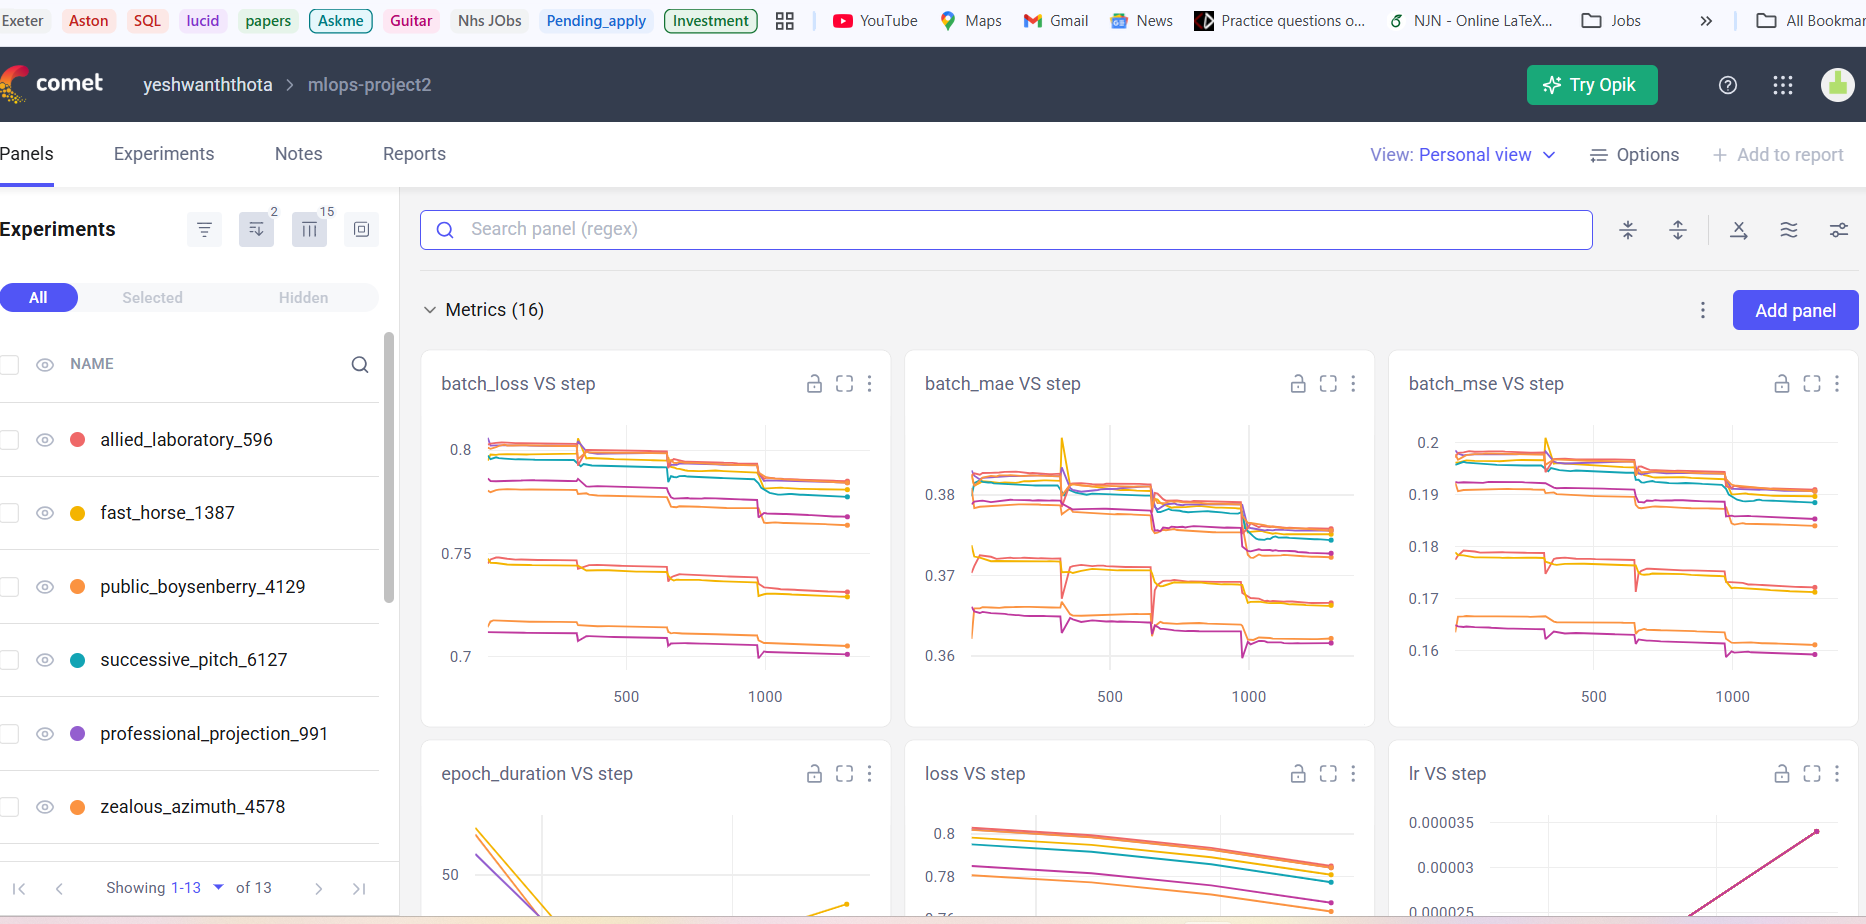 Exeter Aston SQL lucid papers Askme Guitar Nhs JObs Pending_apply Investment YouTube Maps Gmail News Practice questions o... NJN - Online LaTeX... Jobs » All Bookmar
comet yeshwanththota > mlops-project2 Try Opik
Panels Experiments Notes Reports View: Personal view Options + Add to report
Experiments 2 15
Search panel (regex)
All Selected Hidden
Metrics (16) Add panel
NAME
allied_laboratory_596
fast_horse_1387
public_boysenberry_4129
successive_pitch_6127
professional_projection_991
zealous_azimuth_4578
Showing 1-13 of 13
batch_loss VS step
0.8
0.75
0.7
500 1000
batch_mae VS step
0.38
0.37
0.36
500 1000
batch_mse VS step
0.2
0.19
0.18
0.17
0.16
500 1000
epoch_duration VS step
50
loss VS step
0.8
0.78
0.76
lr VS step
0.000035
0.00003
0.000025